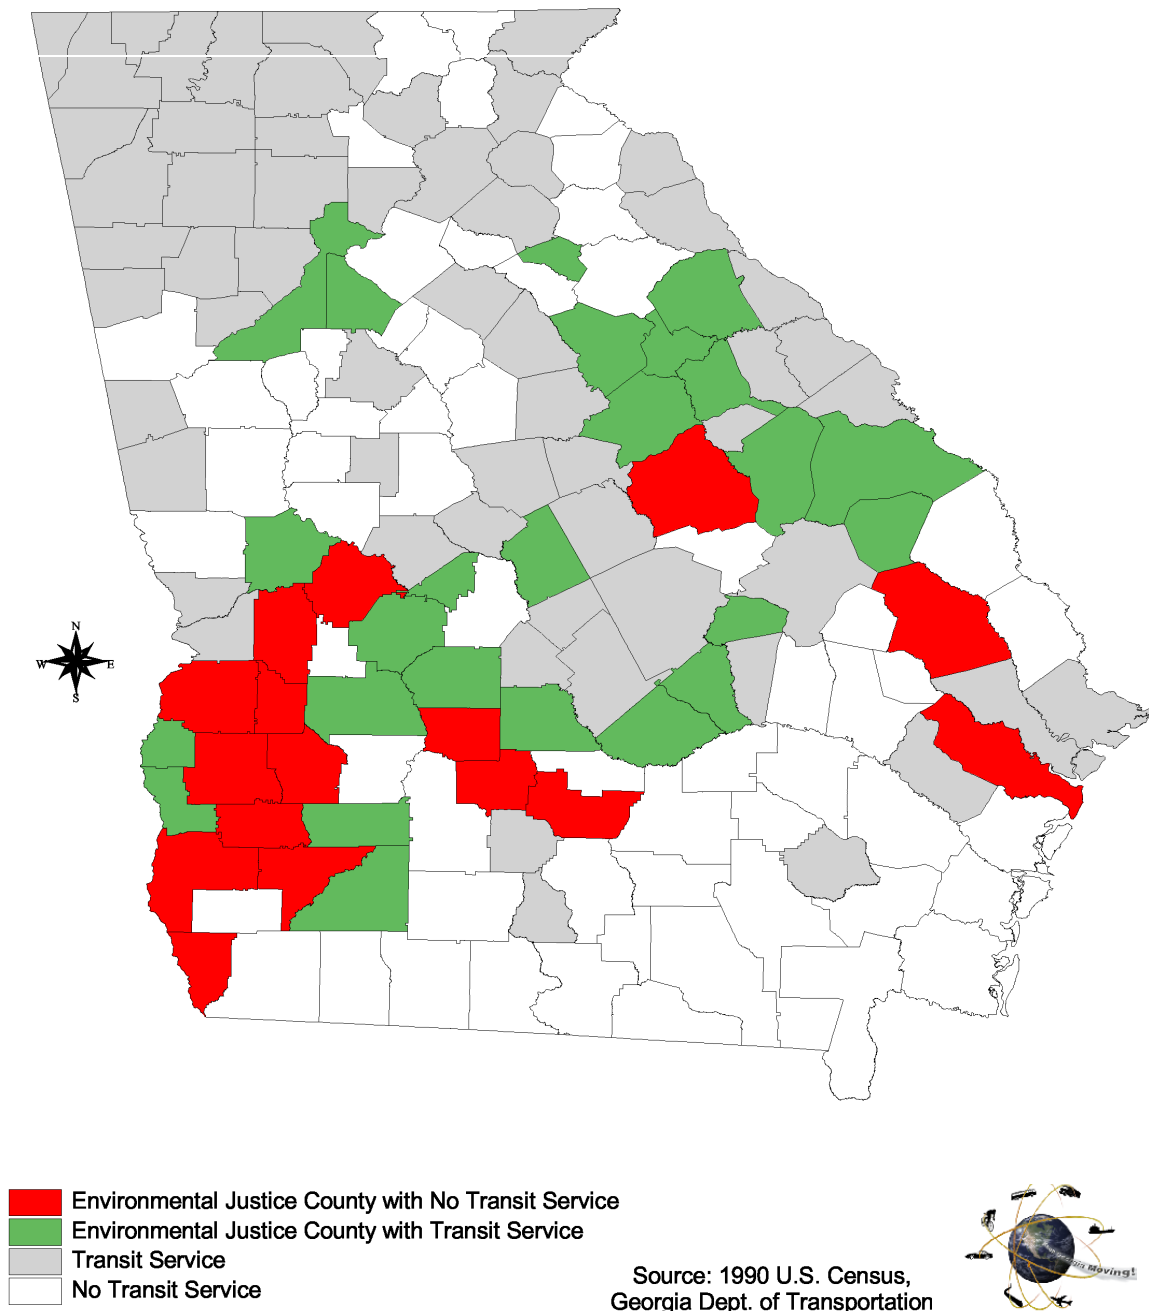 N
W E
S
Environmental Justice County with No Transit Service
Environmental Justice County with Transit Service
Transit Service
No Transit Service
Source: 1990 U.S. Census,
Georgia Dept. of Transportation
Georgia Moving!